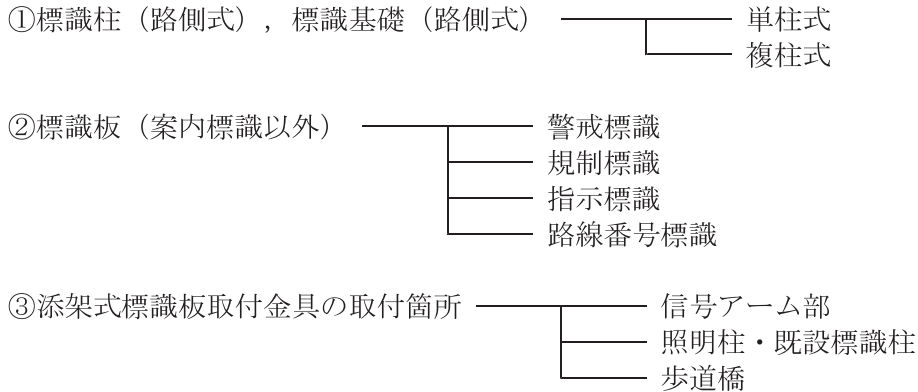 ①標識柱（路側式），標識基礎（路側式） 単柱式
複柱式
②標識板（案内標識以外） 警戒標識
規制標識
指示標識
路線番号標識
③添架式標識板取付金具の取付箇所 信号アーム部
照明柱・既設標識柱
歩道橋